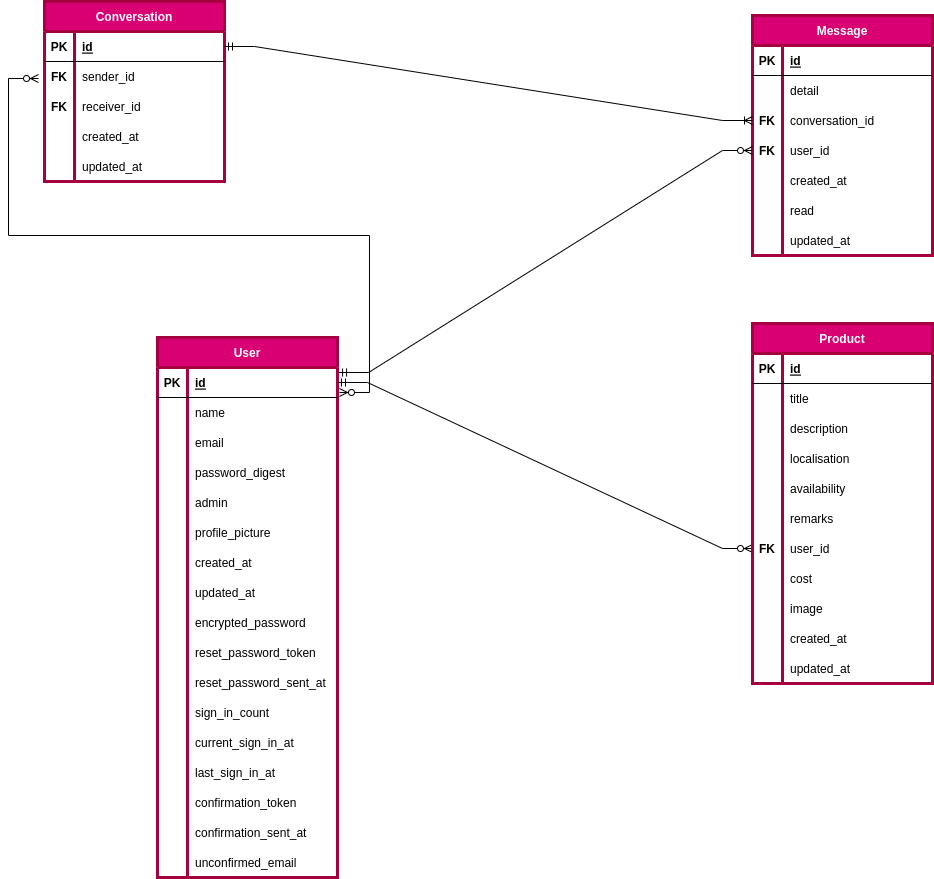 Conversation
PK id
FK sender_id
FK receiver_id
created_at
updated_at
Message
PK id
detail
FK conversation_id
FK user_id
created_at
read
updated_at
User
PK id
name
email
password_digest
admin
profile_picture
created_at
updated_at
encrypted_password
reset_password_token
reset_password_sent_at
sign_in_count
current_sign_in_at
last_sign_in_at
confirmation_token
confirmation_sent_at
unconfirmed_email
Product
PK id
title
description
localisation
availability
remarks
FK user_id
cost
image
created_at
updated_at